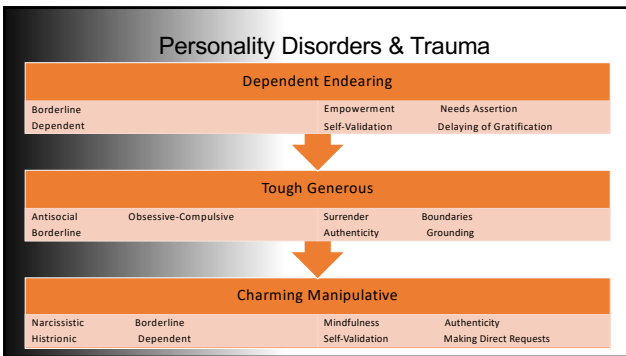 Personality Disorders & Trauma
Dependent Endearing
Borderline Empowerment Needs Assertion
Dependent Self-Validation Delaying of Gratification
Tough Generous
Antisocial Obsessive-Compulsive Surrender Boundaries
Borderline Authenticity Grounding
Charming Manipulative
Narcissistic Borderline Mindfulness Authenticity
Histrionic Dependent Self-Validation Making Direct Requests